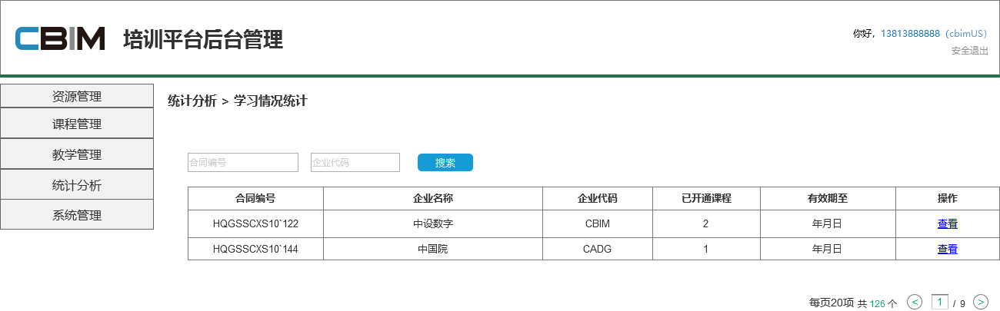 CBIM 培训平台后台管理
你好，13813888888（cbimUS）
安全退出
资源管理
课程管理
教学管理
统计分析
系统管理
统计分析 > 学习情况统计
合同编号 企业代码 搜索
合同编号 企业名称 企业代码 已开通课程 有效期至 操作
HQGSSCXS10`122 中设数字 CBIM 2 年月日 查看
HQGSSCXS10`144 中国院 CADG 1 年月日 查看
每页20项 共 126 个 < 1 / 9 >